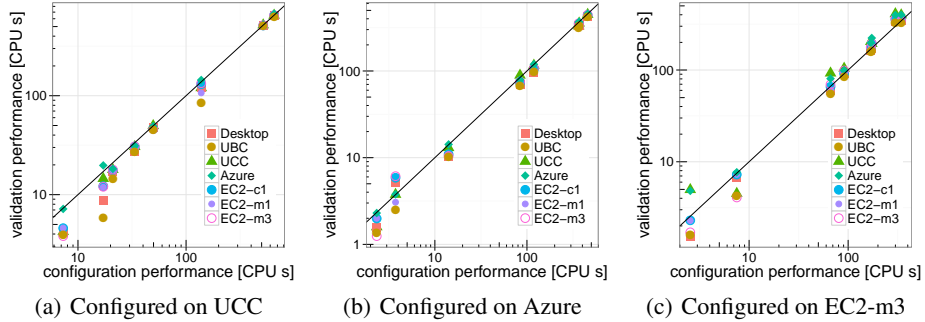 validation performance [CPU s]
100
10
Desktop
UBC
UCC
Azure
EC2−c1
EC2−m1
EC2−m3
10
100
configuration performance [CPU s]
(a) Configured on UCC
validation performance [CPU s]
100
10
1
Desktop
UBC
UCC
Azure
EC2−c1
EC2−m1
EC2−m3
10
100
configuration performance [CPU s]
(b) Configured on Azure
validation performance [CPU s]
100
10
1
Desktop
UBC
UCC
Azure
EC2−c1
EC2−m1
EC2−m3
10
100
configuration performance [CPU s]
(c) Configured on EC2-m3